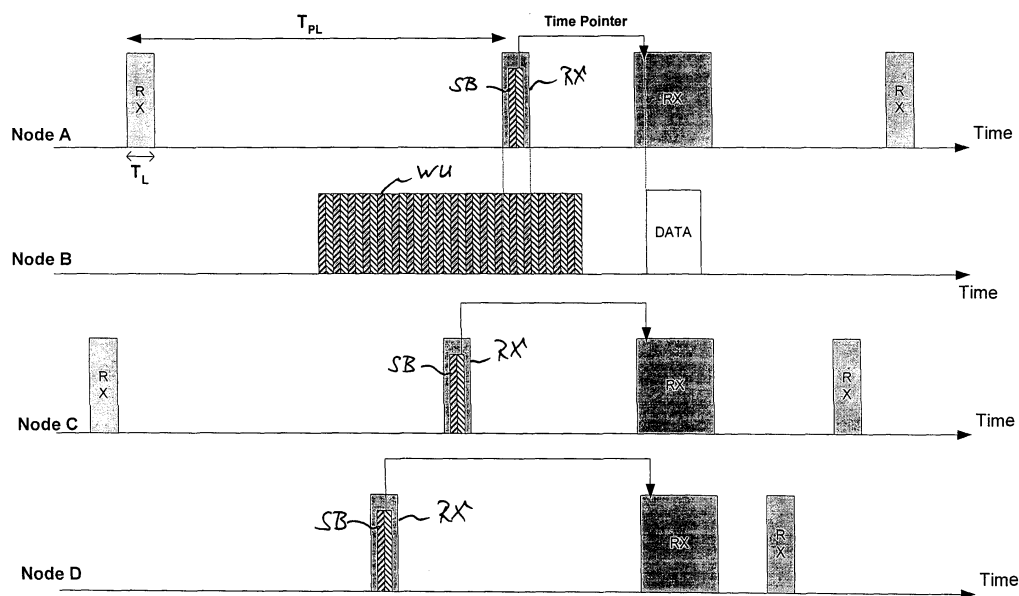 T_PL
Time Pointer
R
X
SB
RX
RX
R
X
Node A
Time
T_L
WU
DATA
Node B
Time
R
X
SB
RX
RX
R
X
Node C
Time
SB
RX
RX
R
X
Node D
Time